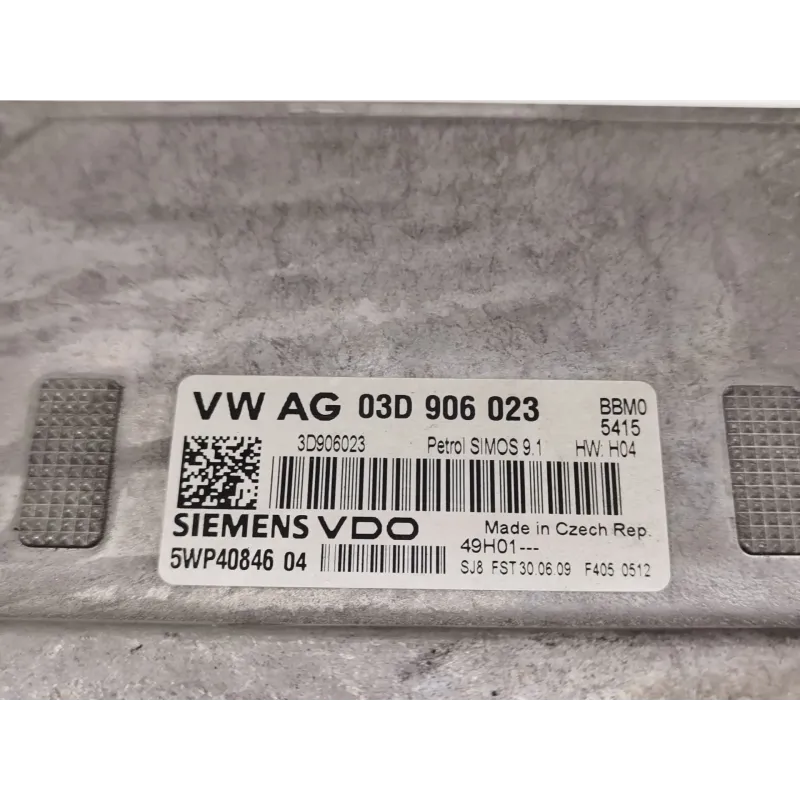 VW AG 03D 906 023 BBM0
5415
3D906023 Petrol SIMOS 9.1 HW: H04
SIEMENS VDO Made in Czech Rep.
49H01---
5WP40846 04 SJ8 FST 30.06.09 F405 0512